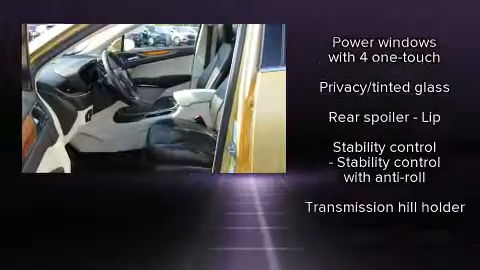 Power windows
with 4 one-touch
Privacy/tinted glass
Rear spoiler - Lip
Stability control
- Stability control
with anti-roll
Transmission hill holder